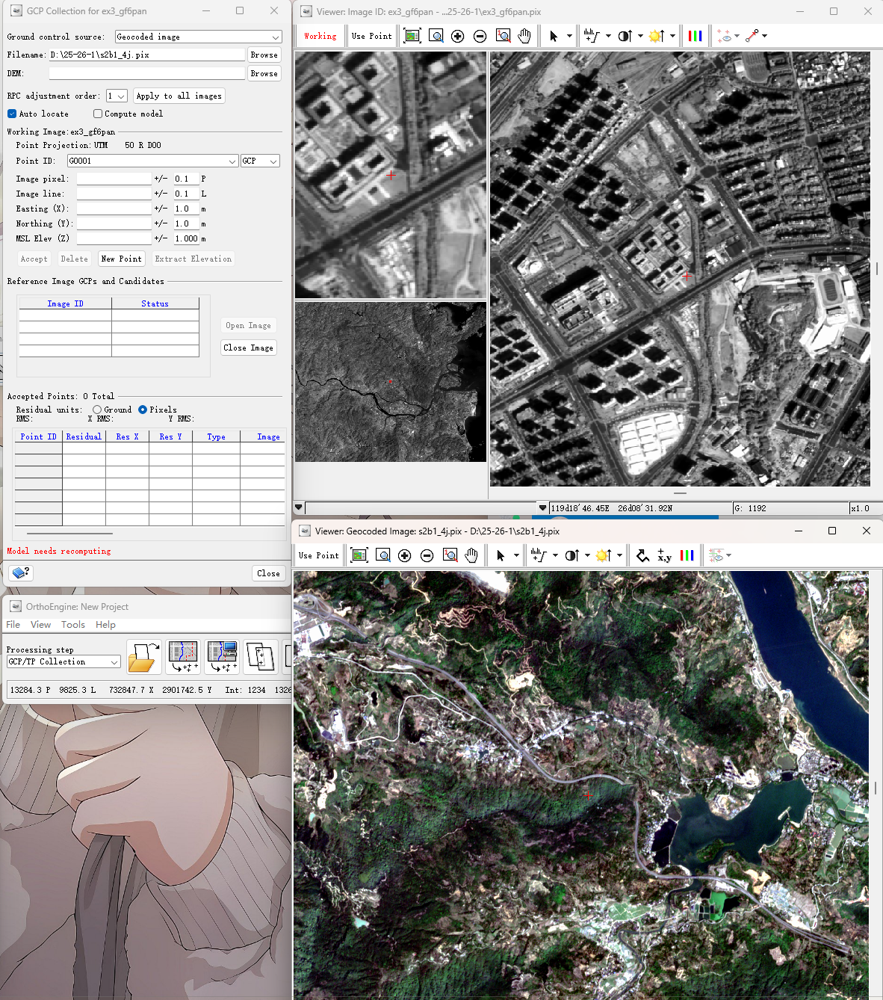 GCP Collection for ex3_gf6pan
Ground control source: Geocoded image
Filename: D:\25-26-1\s2b1_4j.pix Browse
DEM: Browse
RPC adjustment order: 1 Apply to all images
Auto locate Compute model
Working Image:ex3_gf6pan
Point Projection: UTM 50 R D00
Point ID: G0001 GCP
Image pixel: +/- 0.1 P
Image line: +/- 0.1 L
Easting (X): +/- 1.0 m
Northing (Y): +/- 1.0 m
MSL Elev (Z) +/- 1.000 m
Accept Delete New Point Extract Elevation
Reference Image GCPs and Candidates
Image ID Status
Open Image
Close Image
Accepted Points: 0 Total
Residual units: Ground Pixels
RMS: X RMS: Y RMS:
Point ID Residual Res X Res Y Type Image
Model needs recomputing
Close
OrthoEngine: New Project
File View Tools Help
Processing step
GCP/TP Collection
13284.3 P 9825.3 L 732847.7 X 2901742.5 Y Int: 1234 1326
Viewer: Image ID: ex3_gf6pan - ...25-26-1\ex3_gf6pan.pix
Working Use Point
119d18'46.45E 26d08'31.92N G: 1192 x1.0
Viewer: Geocoded Image: s2b1_4j.pix - D:\25-26-1\s2b1_4j.pix
Use Point +x,y